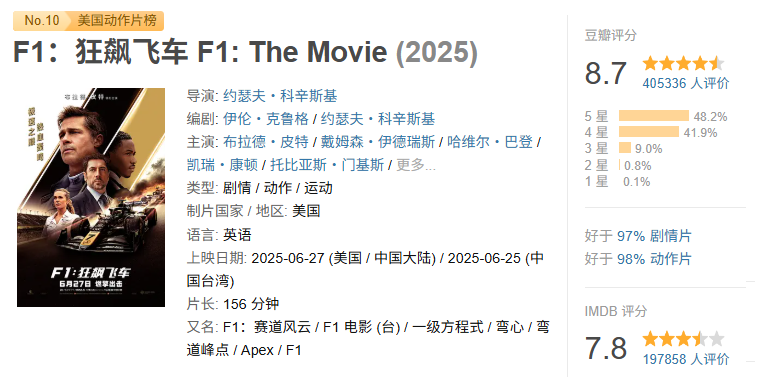 No.10 美国动作片榜
F1：狂飙飞车 F1: The Movie (2025)
导演: 约瑟夫・科辛斯基
编剧: 伊伦・克鲁格 / 约瑟夫・科辛斯基
主演: 布拉德・皮特 / 戴姆森・伊德瑞斯 / 哈维尔・巴登 /
凯瑞・康顿 / 托比亚斯・门基斯 / 更多...
类型: 剧情 / 动作 / 运动
制片国家 / 地区: 美国
语言: 英语
上映日期: 2025-06-27 (美国 / 中国大陆) / 2025-06-25 (中
国台湾)
片长: 156 分钟
又名: F1：赛道风云 / F1 电影 (台) / 一级方程式 / 弯心 / 弯
道峰点 / Apex / F1
F1:狂飙飞车
6月27日 燃擎出击
豆瓣评分
8.7
405336 人评价
5 星 48.2%
4 星 41.9%
3 星 9.0%
2 星 0.8%
1 星 0.1%
好于 97% 剧情片
好于 98% 动作片
IMDB 评分
7.8
197858 人评价